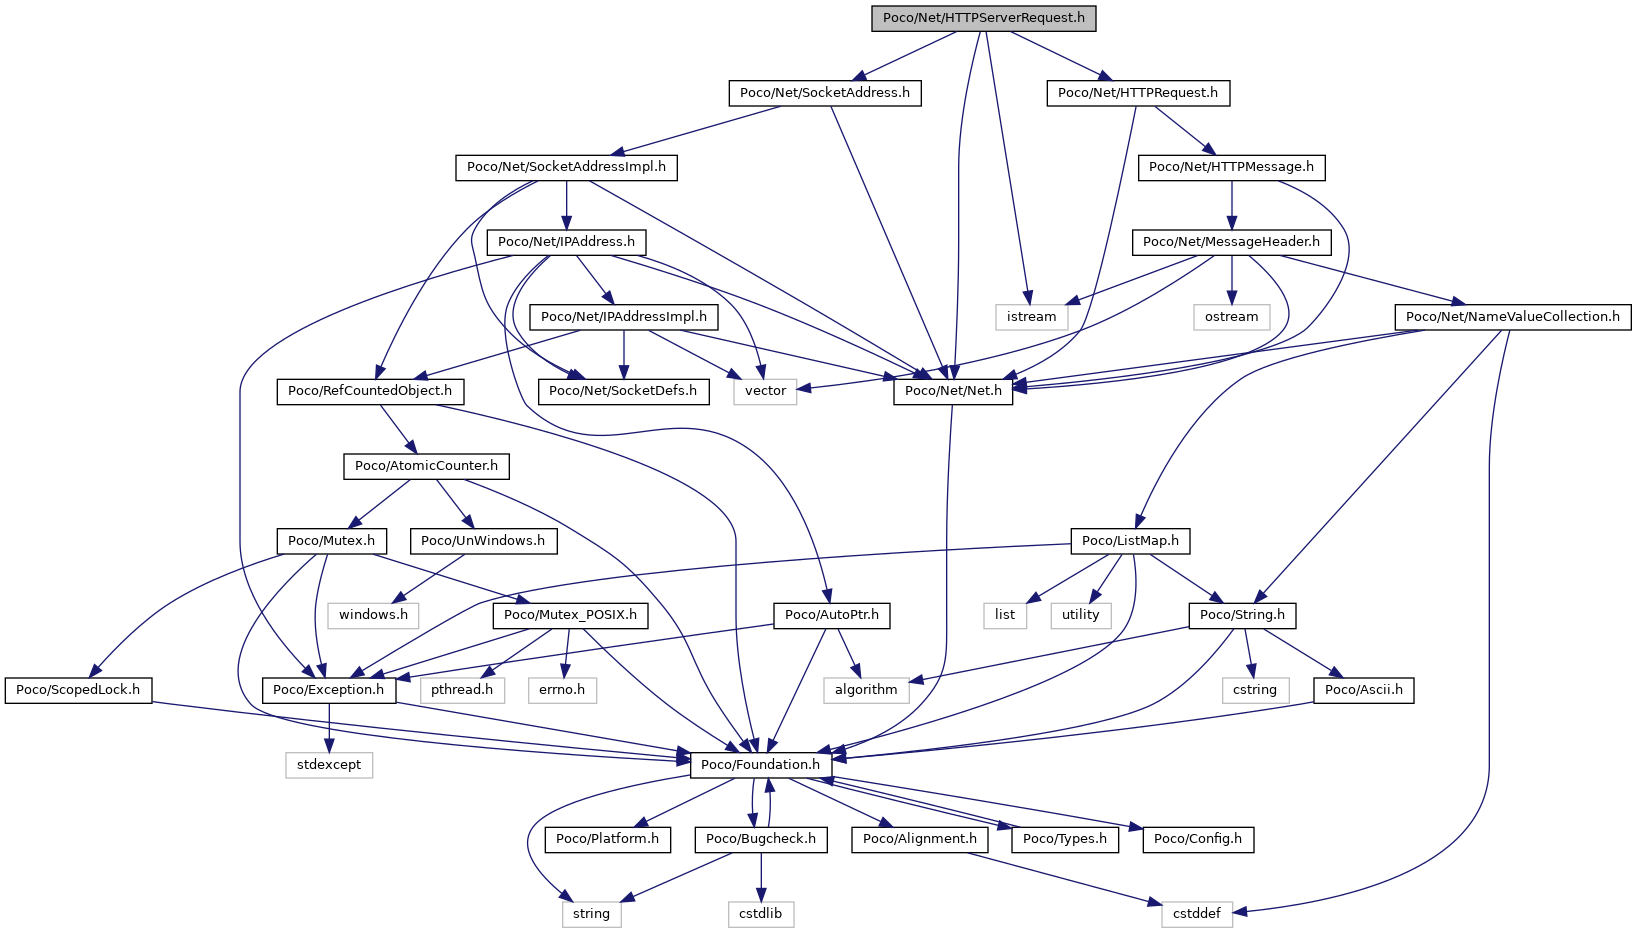 Poco/Net/HTTPServerRequest.h
Poco/Net/SocketAddress.h
Poco/Net/HTTPRequest.h
Poco/Net/SocketAddressImpl.h
Poco/Net/HTTPMessage.h
Poco/Net/IPAddress.h
Poco/Net/MessageHeader.h
Poco/Net/IPAddressImpl.h
istream
ostream
Poco/Net/NameValueCollection.h
Poco/RefCountedObject.h
Poco/Net/SocketDefs.h
vector
Poco/Net/Net.h
Poco/AtomicCounter.h
Poco/Mutex.h
Poco/UnWindows.h
Poco/ListMap.h
windows.h
Poco/Mutex_POSIX.h
Poco/AutoPtr.h
list
utility
Poco/String.h
Poco/ScopedLock.h
Poco/Exception.h
pthread.h
errno.h
algorithm
cstring
Poco/Ascii.h
stdexcept
Poco/Foundation.h
Poco/Platform.h
Poco/Bugcheck.h
Poco/Alignment.h
Poco/Types.h
Poco/Config.h
string
cstdlib
cstddef